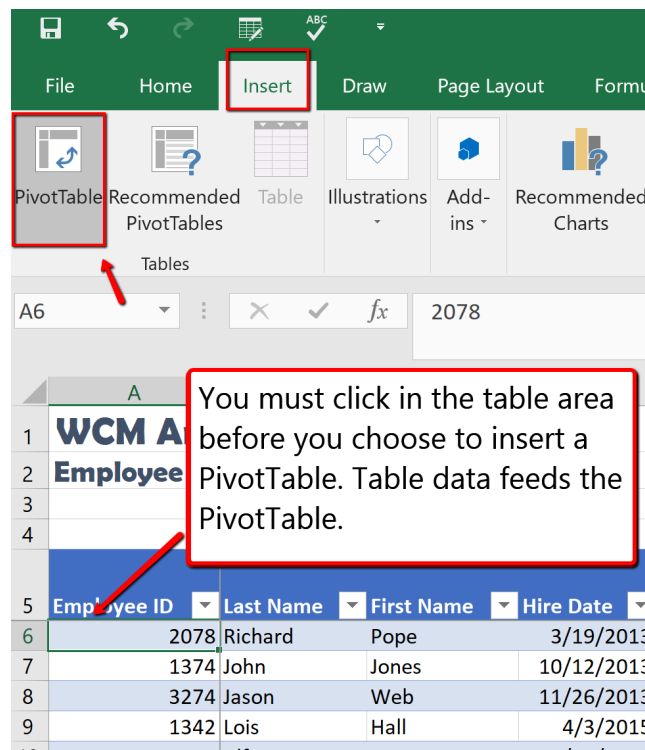 ABC
File Home Insert Draw Page Layout
PivotTable Recommended PivotTables Table Illustrations Add-ins Recommended Charts
Tables
A6 fx 2078
A
You must click in the table area
before you choose to insert a
PivotTable. Table data feeds the
PivotTable.
1 WCM
2 Employee
3
4
5 Employee ID Last Name First Name Hire Date
6 2078 Richard Pope 3/19/2013
7 1374 John Jones 10/12/2013
8 3274 Jason Web 11/26/2013
9 1342 Lois Hall 4/3/2015